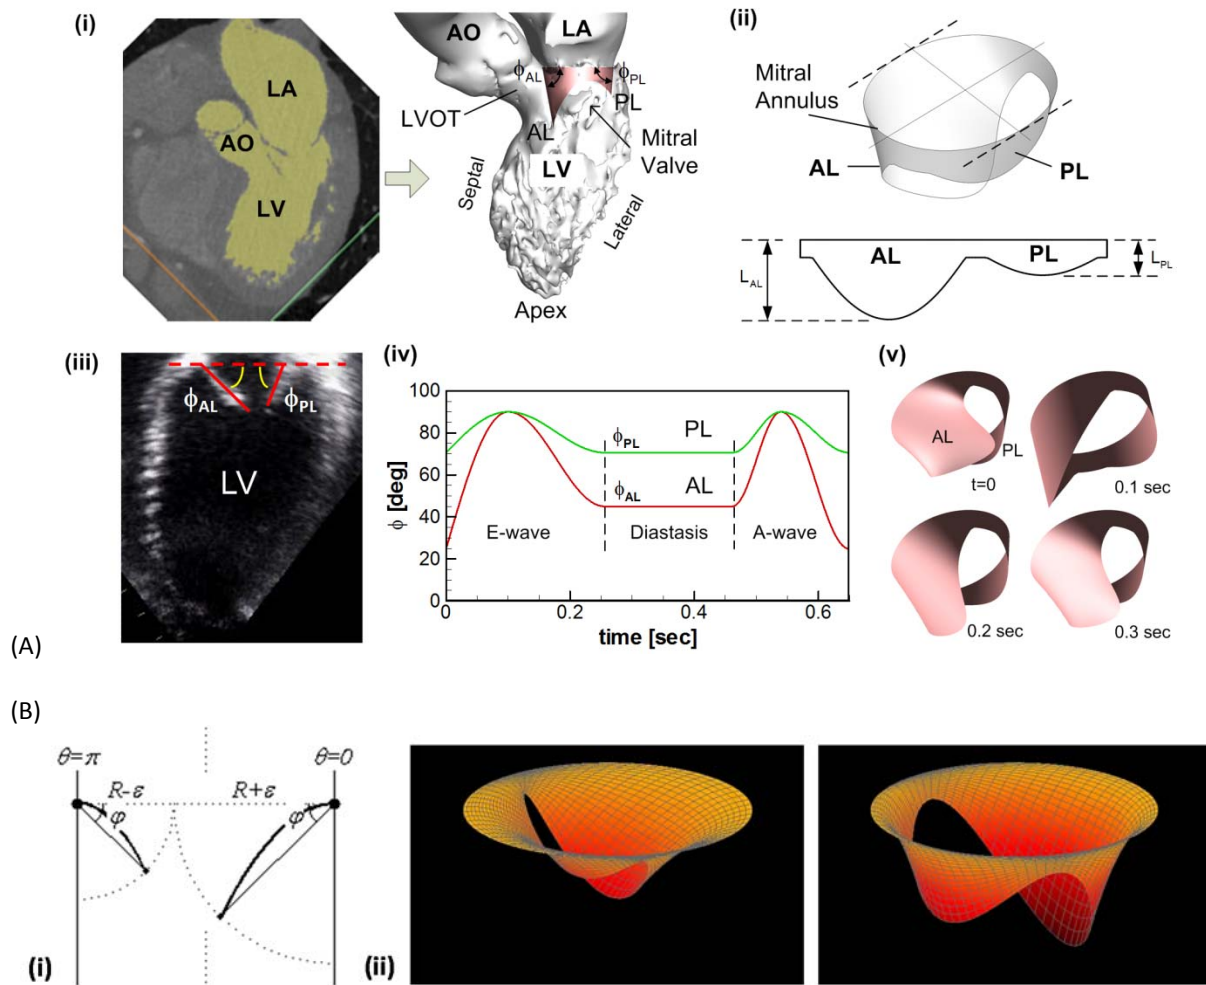 (i)
LA
AO
LV
AO
LA
ϕAL
ϕPL
LVOT
PL
AL
Mitral
Valve
LV
Septal
Lateral
Apex
(ii)
Mitral
Annulus
AL
PL
AL
PL
LAL
LPL
(iii)
ϕAL
ϕPL
LV
(iv)
100
80
60
40
20
0
ϕ [deg]
ϕPL
PL
ϕAL
AL
E-wave
Diastasis
A-wave
0
0.2
0.4
0.6
time [sec]
(v)
AL
PL
t=0
0.1 sec
0.2 sec
0.3 sec
(A)
(B)
θ=π
θ=0
R-ε
R+ε
φ
φ
(i)
(ii)